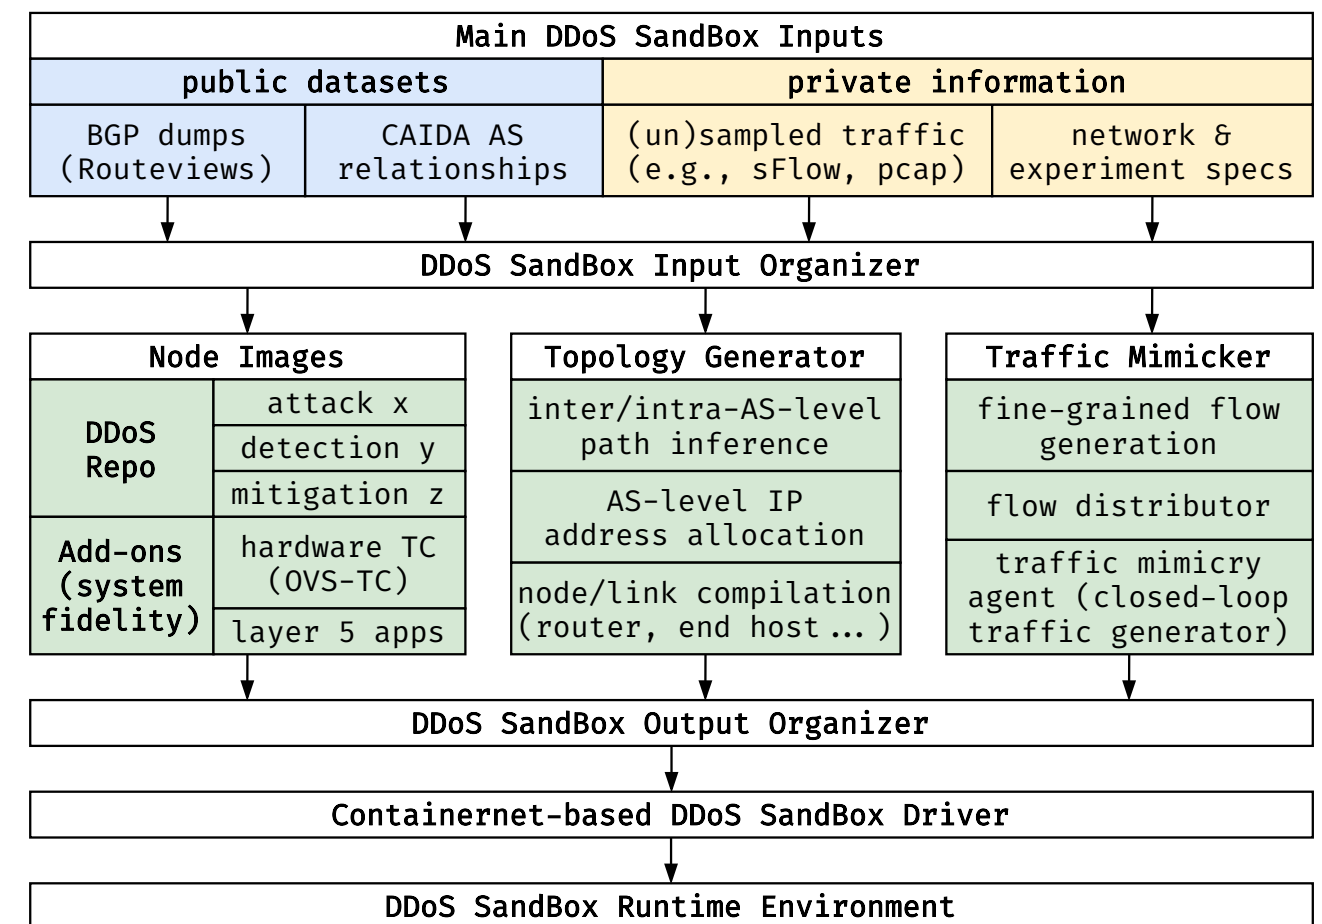 Main DDoS SandBox Inputs
public datasets
private information
BGP dumps
(Routeviews)
CAIDA AS
relationships
(un)sampled traffic
(e.g., sFlow, pcap)
network &
experiment specs
DDoS SandBox Input Organizer
Node Images
DDoS
Repo
attack x
detection y
mitigation z
Add-ons
(system
fidelity)
hardware TC
(OVS-TC)
layer 5 apps
Topology Generator
inter/intra-AS-level
path inference
AS-level IP
address allocation
node/link compilation
(router, end host...)
Traffic Mimicker
fine-grained flow
generation
flow distributor
traffic mimicry
agent (closed-loop
traffic generator)
DDoS SandBox Output Organizer
Containernet-based DDoS SandBox Driver
DDoS SandBox Runtime Environment